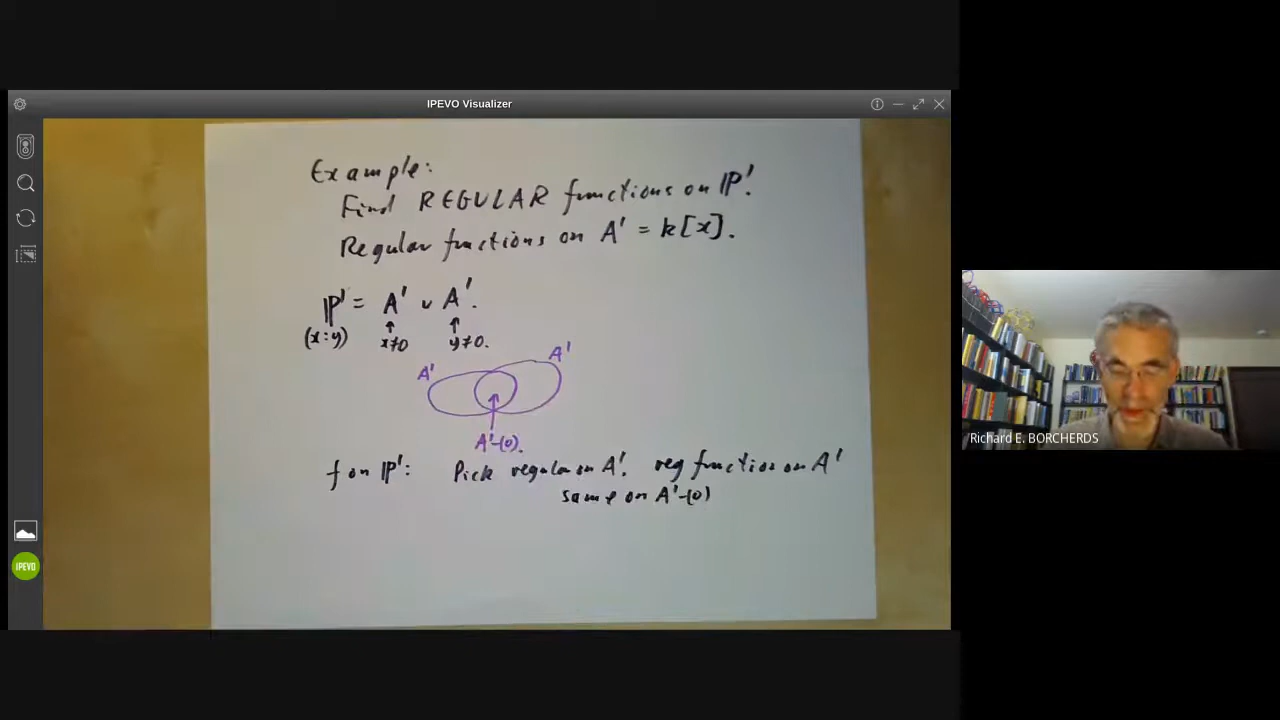 IPEVO Visualizer
Example:
Find REGULAR functions on ℙ¹.
Regular functions on A¹ = k[x].
ℙ¹ = A¹ ∪ A¹.
(x:y) ↑ x≠0 ↑ y≠0.
A¹ A¹
A¹-(0).
f on ℙ¹: Pick regular on A¹. reg function on A¹
same on A¹-(0)
Richard E. BORCHERDS
IPEVO